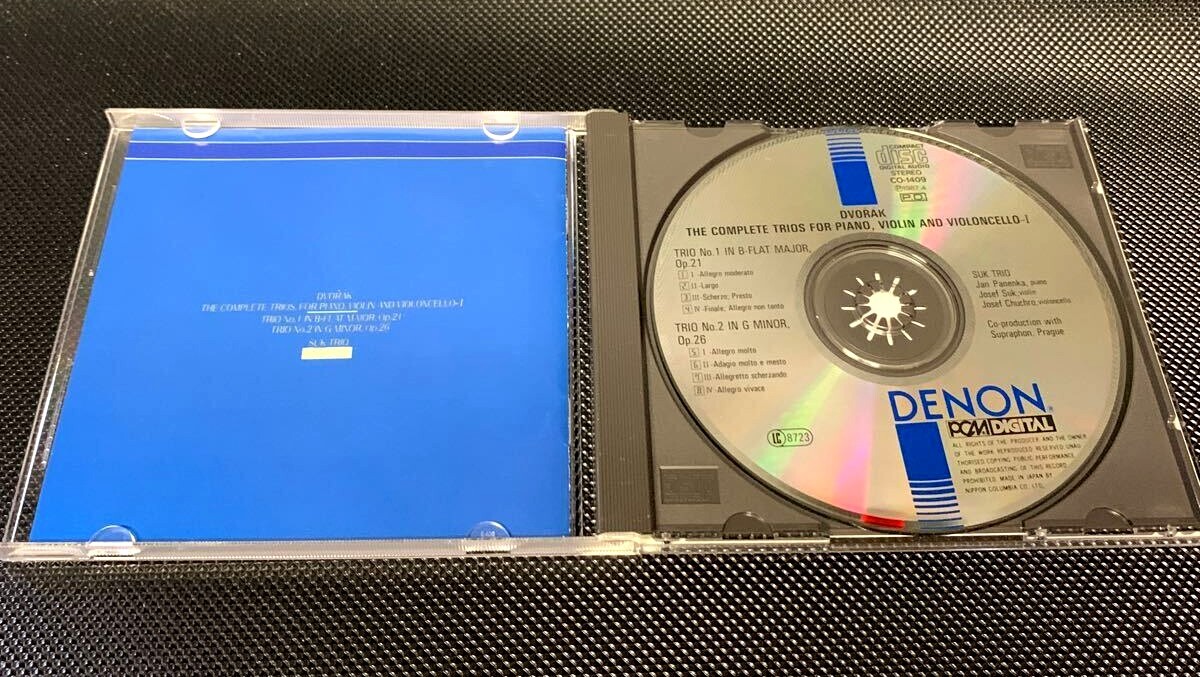 DVOŘÁK
THE COMPLETE TRIOS FOR PIANO, VIOLIN AND VIOLONCELLO-I
TRIO No.1 IN B-FLAT MAJOR, Op.21
TRIO No.2 IN G MINOR, Op.26
SUK TRIO
COMPACT
disc
DIGITAL AUDIO
STEREO
CO-1409
Ⓟ1987.4
P.D
DVOŘÁK
THE COMPLETE TRIOS FOR PIANO, VIOLIN AND VIOLONCELLO-I
TRIO No.1 IN B-FLAT MAJOR,
Op.21
1 I -Allegro moderato
2 II -Largo
3 III -Scherzo; Presto
4 IV -Finale; Allegro non tanto
TRIO No.2 IN G MINOR,
Op.26
5 I -Allegro molto
6 II -Adagio molto e mesto
7 III -Allegretto scherzando
8 IV -Allegro vivace
SUK TRIO
Jan Panenka, piano
Josef Suk, violin
Josef Chuchro, violoncello
Co-production with
Supraphon, Prague
LC 8723
DENON®
PCM DIGITAL
ALL RIGHTS OF THE PRODUCER AND THE OWNER
OF THE WORK REPRODUCED RESERVED. UNAU
THORISED COPYING PUBLIC PERFORMANCE
AND BROADCASTING OF THIS RECORD
PROHIBITED. MADE IN JAPAN BY
NIPPON COLUMBIA CO. LTD.